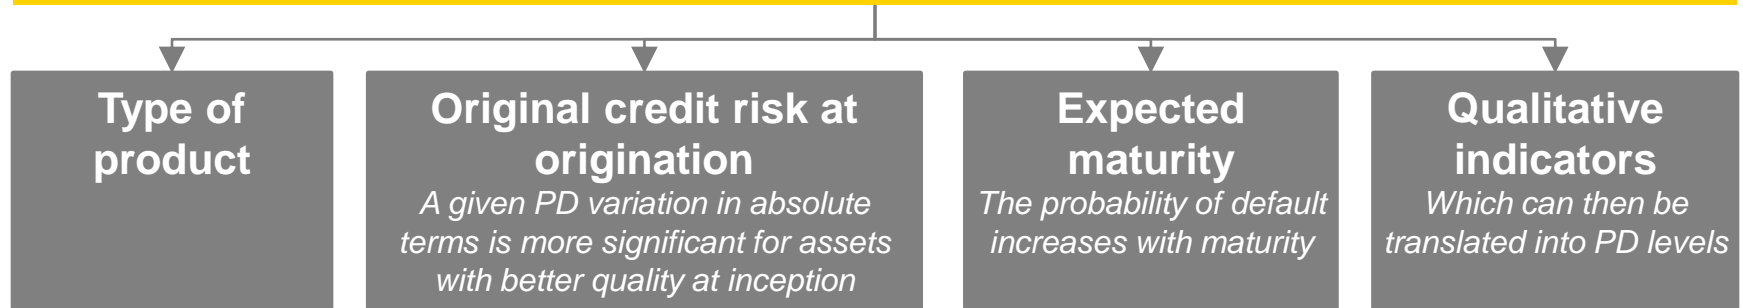 Type of
product
Original credit risk at
origination
A given PD variation in absolute
terms is more significant for assets
with better quality at inception
Expected
maturity
The probability of default
increases with maturity
Qualitative
indicators
Which can then be
translated into PD levels